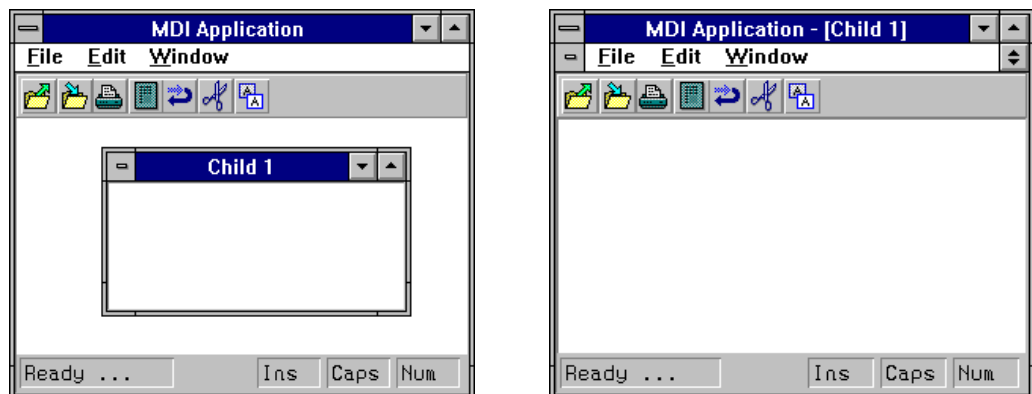 MDI Application
File Edit Window
A A
Child 1
Ready ... Ins Caps Num
MDI Application - [Child 1]
File Edit Window
A A
Ready ... Ins Caps Num